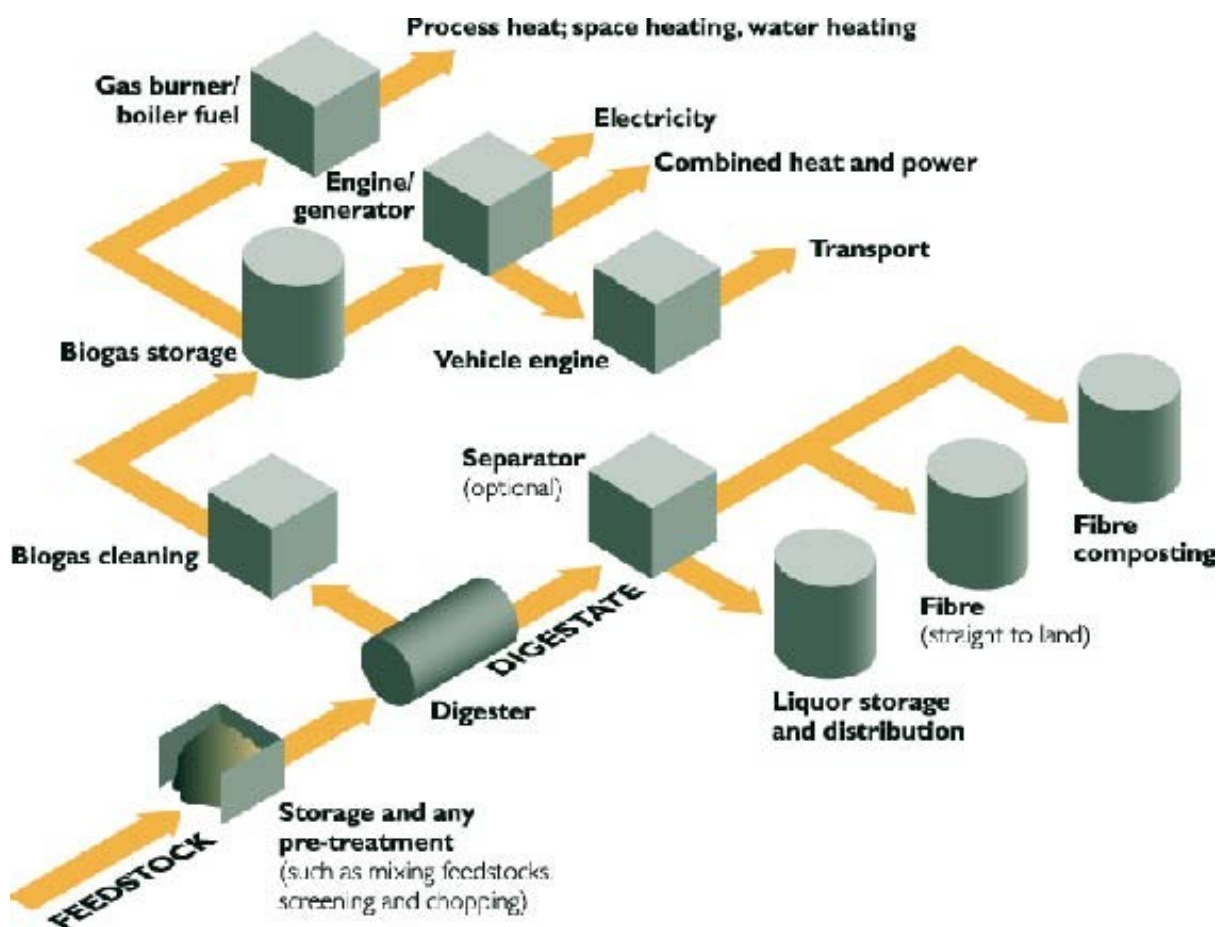 Process heat; space heating, water heating
Gas burner/
boiler fuel
Electricity
Combined heat and power
Engine/
generator
Transport
Biogas storage
Vehicle engine
Separator
(optional)
Fibre
composting
Biogas cleaning
Fibre
(straight to land)
DIGESTATE
Liquor storage
and distribution
Digester
Storage and any
pre-treatment
(such as mixing feedstocks
screening and chopping)
FEEDSTOCK